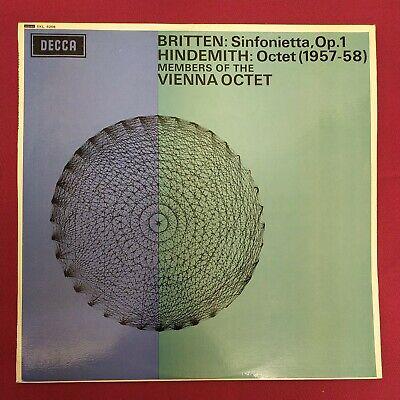 DECCA
BRITTEN: Sinfonietta, Op.1
HINDEMITH: Octet (1957-58)
MEMBERS OF THE
VIENNA OCTET